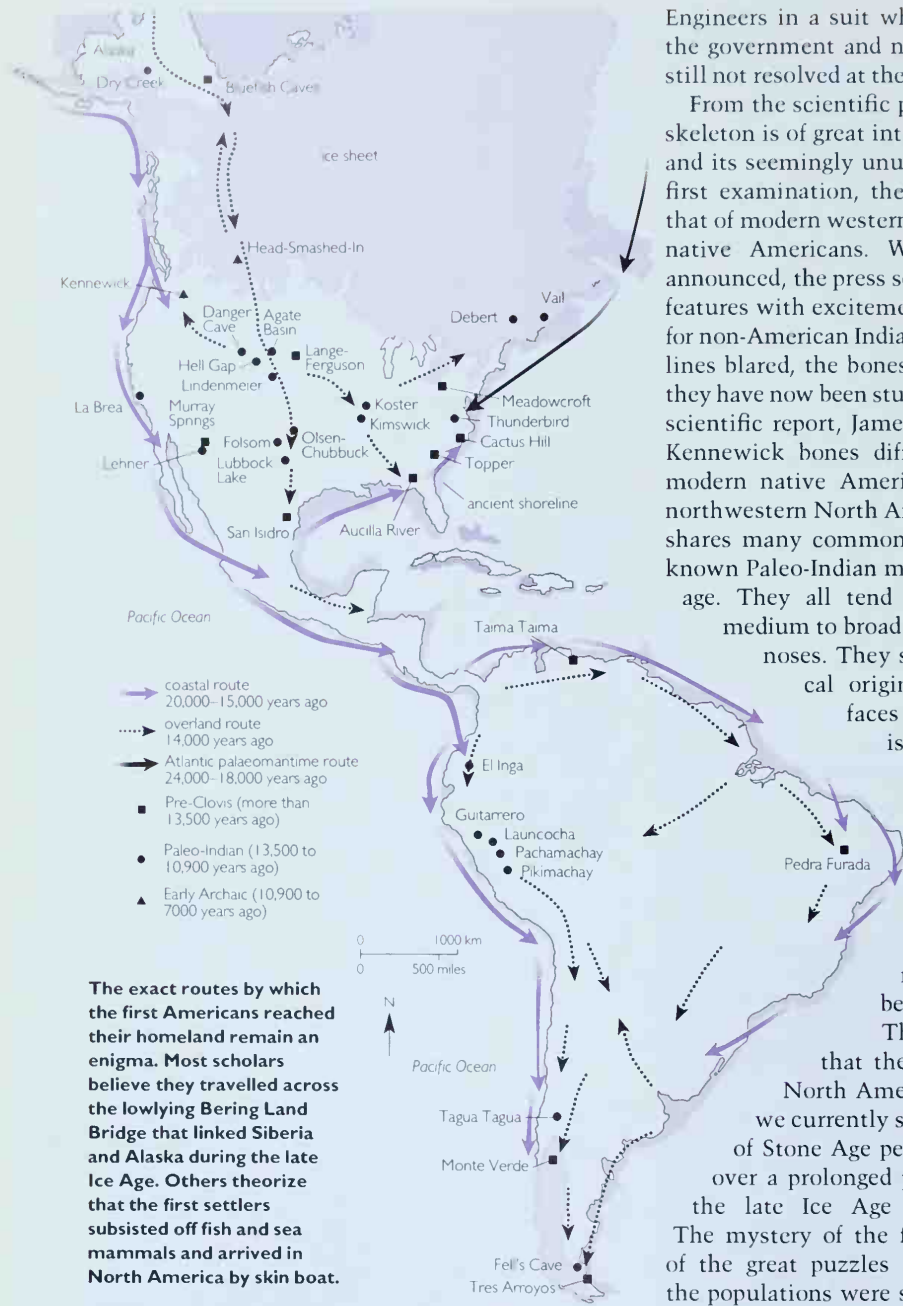 Alaska
Dry Creek
Bluefish Caves
ice sheet
Head-Smashed-In
Kennewick
Danger
Cave
Agate
Basin
Hell Gap
Lange-
Ferguson
Lindenmeier
Debert
Vail
La Brea
Murray
Springs
Koster
Kimswick
Meadowcroft
Thunderbird
Cactus Hill
Topper
Lehner
Folsom
Lubbock
Lake
Olsen-
Chubbuck
San Isidro
Aucilla River
ancient shoreline
Pacific Ocean
Taima Taima
coastal route
20,000–15,000 years ago
overland route
14,000 years ago
Atlantic palaeomantime route
24,000–18,000 years ago
Pre-Clovis (more than
13,500 years ago)
Paleo-Indian (13,500 to
10,900 years ago)
Early Archaic (10,900 to
7000 years ago)
El Inga
Guitarrero
Launcocha
Pachamachay
Pikimachay
Pedra Furada
0 1000 km
0 500 miles
N
Pacific Ocean
Tagua Tagua
Monte Verde
Fell's Cave
Tres Arroyos
The exact routes by which
the first Americans reached
their homeland remain an
enigma. Most scholars
believe they travelled across
the lowlying Bering Land
Bridge that linked Siberia
and Alaska during the late
Ice Age. Others theorize
that the first settlers
subsisted off fish and sea
mammals and arrived in
North America by skin boat.
Engineers in a suit wh
the government and n
still not resolved at the
From the scientific p
skeleton is of great int
and its seemingly unu
first examination, the
that of modern western
native Americans. W
announced, the press se
features with exciteme
for non-American India
lines blared, the bones
they have now been stu
scientific report, Jame
Kennewick bones diff
modern native Ameri
northwestern North A
shares many common
known Paleo-Indian m
age. They all tend
medium to broad
noses. They s
cal origin
faces
is
r
be
Th
that the
North Ame
we currently s
of Stone Age pe
over a prolonged
the late Ice Age
The mystery of the f
of the great puzzles
the populations were s